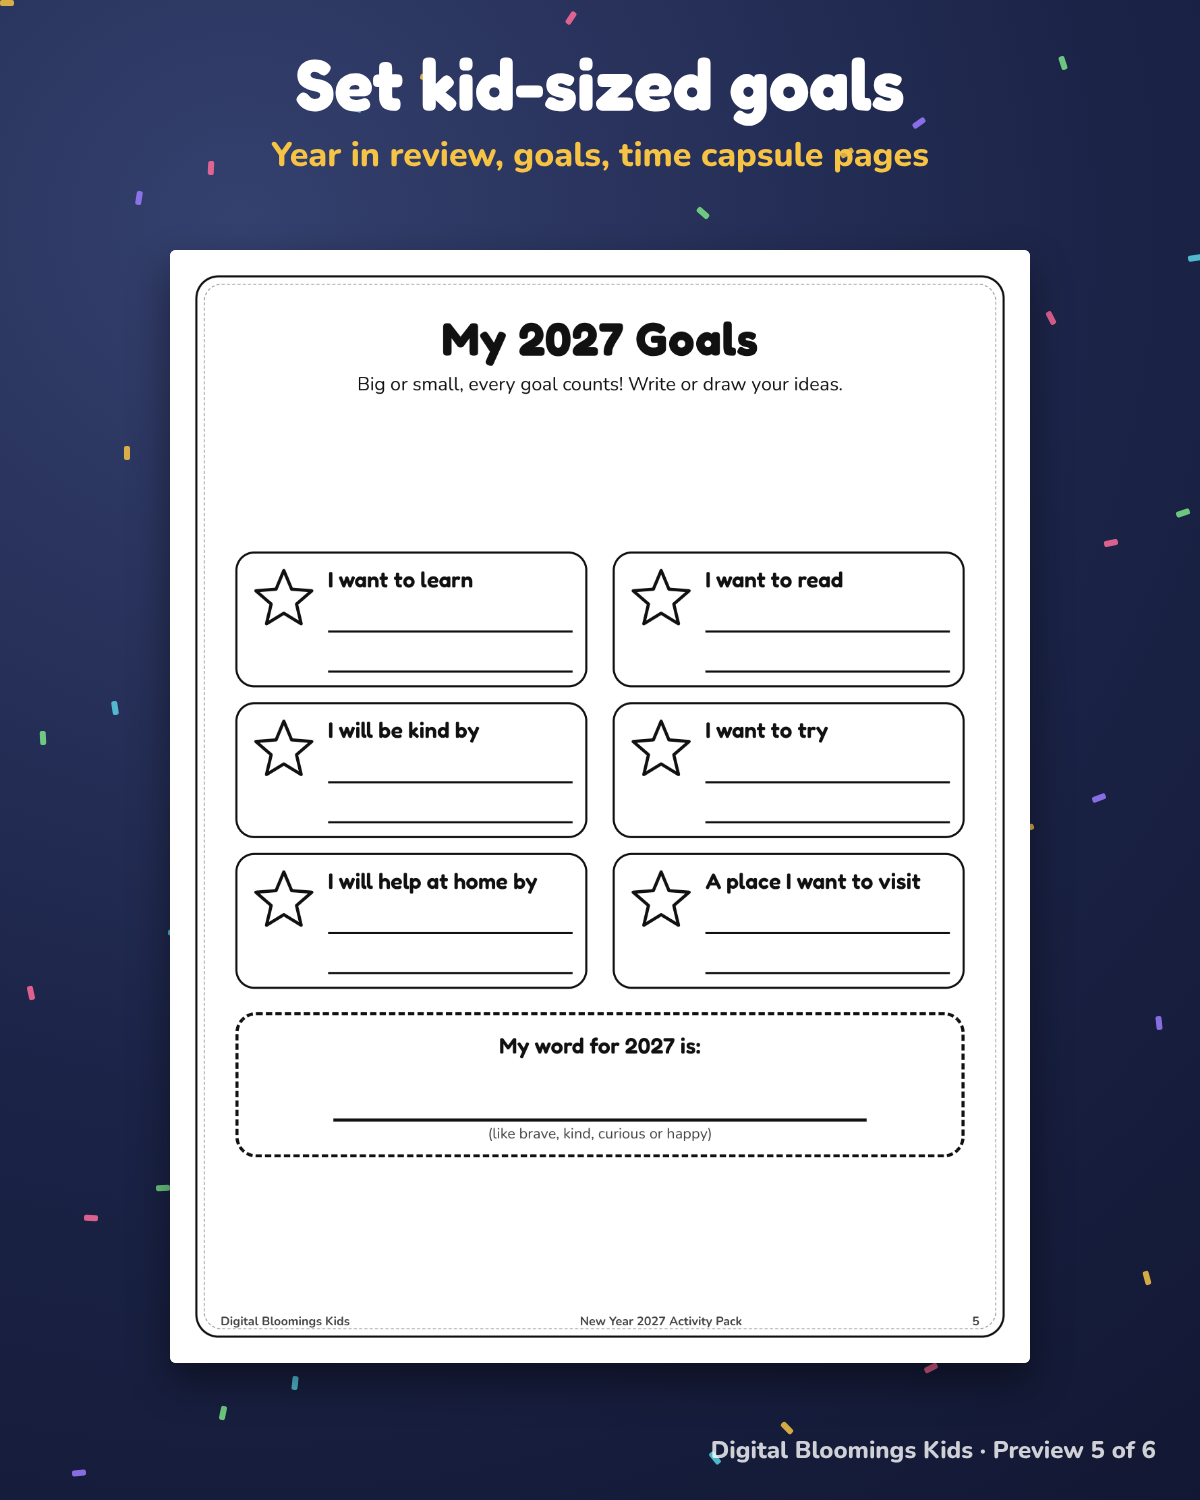 Set kid-sized goals
Year in review, goals, time capsule pages
My 2027 Goals
Big or small, every goal counts! Write or draw your ideas.
I want to learn
I want to read
I will be kind by
I want to try
I will help at home by
A place I want to visit
My word for 2027 is:
(like brave, kind, curious or happy)
Digital Bloomings Kids
New Year 2027 Activity Pack
5
Digital Bloomings Kids · Preview 5 of 6